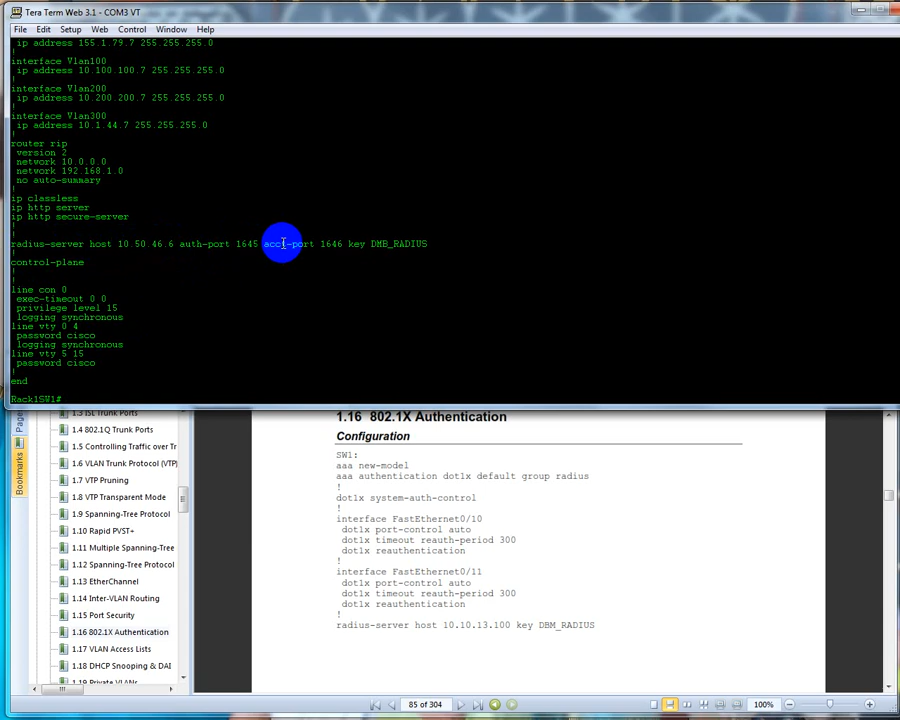 Tera Term Web 3.1 - COM3 VT
File Edit Setup Web Control Window Help
ip address 155.1.79.7 255.255.255.0
!
interface Vlan100
ip address 10.100.100.7 255.255.255.0
!
interface Vlan200
ip address 10.200.200.7 255.255.255.0
!
interface Vlan300
ip address 10.1.44.7 255.255.255.0
!
router rip
version 2
network 10.0.0.0
network 192.168.1.0
no auto-summary
!
ip classless
ip http server
ip http secure-server
!
!
radius-server host 10.50.46.6 auth-port 1645 acct-port 1646 key DMB_RADIUS
!
control-plane
!
!
line con 0
exec-timeout 0 0
privilege level 15
logging synchronous
line vty 0 4
password cisco
logging synchronous
line vty 5 15
password cisco
!
end
Rack1SW1#
Bookmarks
1.3 ISL Trunk Ports
1.4 802.1Q Trunk Ports
1.5 Controlling Traffic over Tr
1.6 VLAN Trunk Protocol (VTP)
1.7 VTP Pruning
1.8 VTP Transparent Mode
1.9 Spanning-Tree Protocol
1.10 Rapid PVST+
1.11 Multiple Spanning-Tree
1.12 Spanning-Tree Protocol
1.13 EtherChannel
1.14 Inter-VLAN Routing
1.15 Port Security
1.16 802.1X Authentication
1.17 VLAN Access Lists
1.18 DHCP Snooping & DAI
1.19 Private VLANs
1.16 802.1X Authentication
Configuration
SW1:
aaa new-model
aaa authentication dot1x default group radius
!
dot1x system-auth-control
!
interface FastEthernet0/10
dot1x port-control auto
dot1x timeout reauth-period 300
dot1x reauthentication
!
interface FastEthernet0/11
dot1x port-control auto
dot1x timeout reauth-period 300
dot1x reauthentication
!
radius-server host 10.10.13.100 key DBM_RADIUS
85 of 304
100%